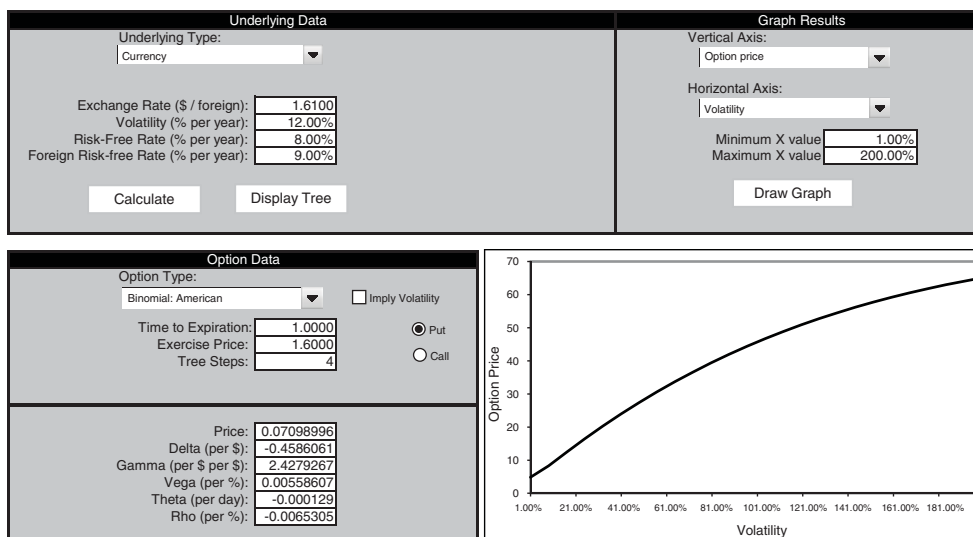 Underlying Data
Underlying Type:
Currency
Exchange Rate ($ / foreign): 1.6100
Volatility (% per year): 12.00%
Risk-Free Rate (% per year): 8.00%
Foreign Risk-free Rate (% per year): 9.00%
Calculate Display Tree
Graph Results
Vertical Axis:
Option price
Horizontal Axis:
Volatility
Minimum X value 1.00%
Maximum X value 200.00%
Draw Graph
Option Data
Option Type:
Binomial: American
Imply Volatility
Time to Expiration: 1.0000
Exercise Price: 1.6000
Tree Steps: 4
Put
Call
Price: 0.07098996
Delta (per $): -0.4586061
Gamma (per $ per $): 2.4279267
Vega (per %): 0.00558607
Theta (per day): -0.000129
Rho (per %): -0.0065305
Option Price
70
60
50
40
30
20
10
0
1.00% 21.00% 41.00% 61.00% 81.00% 101.00% 121.00% 141.00% 161.00% 181.00%
Volatility